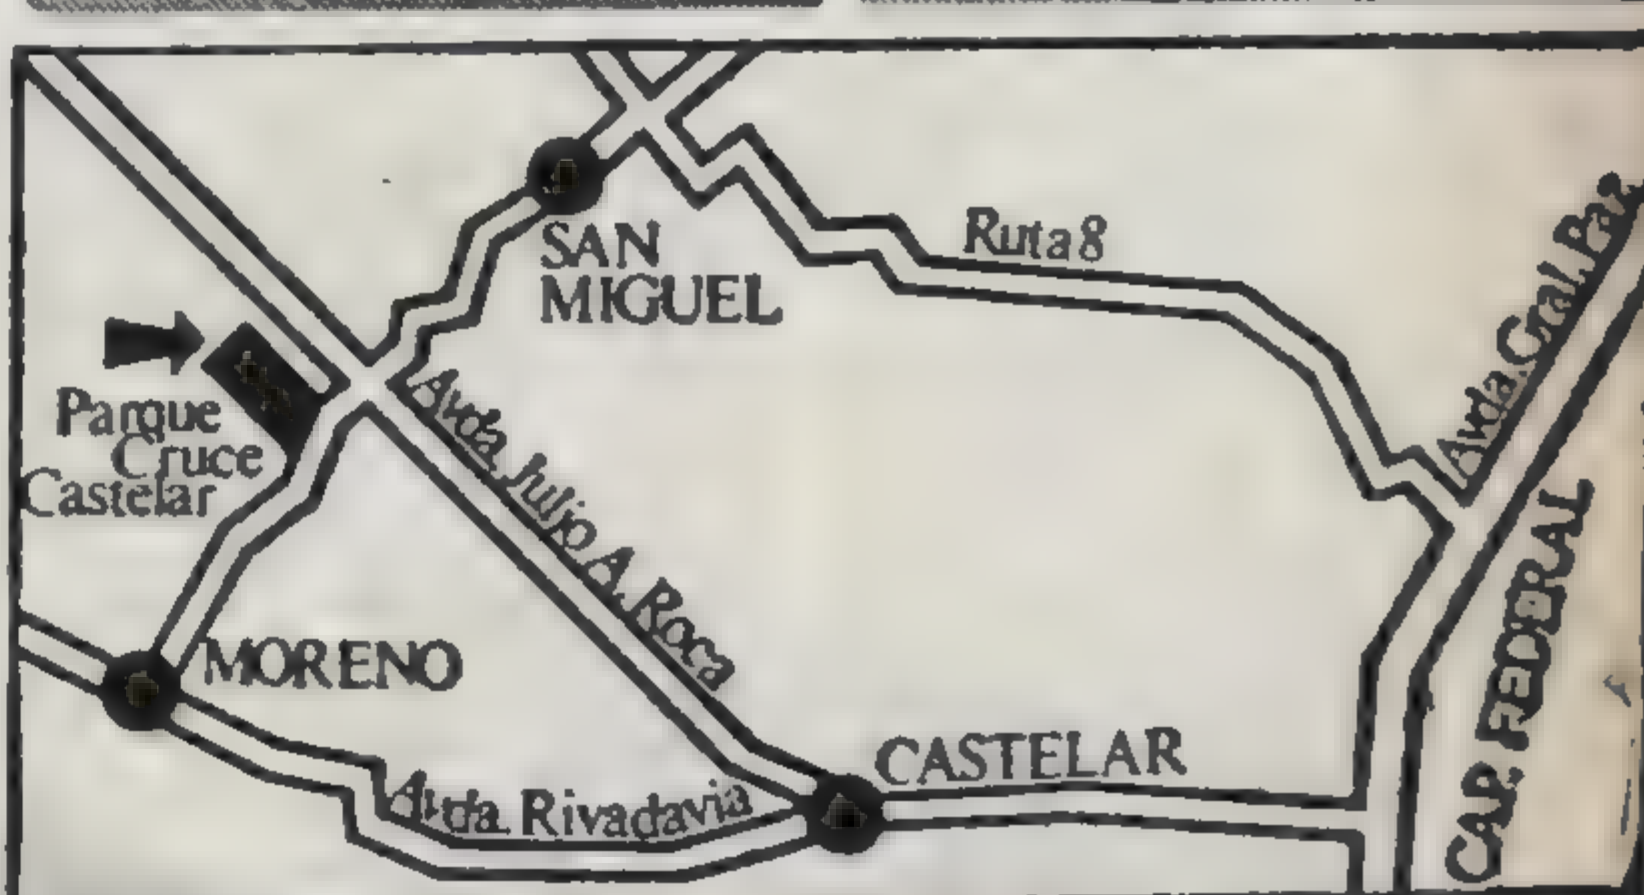 SAN
MIGUEL
Ruta 8
Avda. Gral. Paz
Parque
Cruce
Castelar
Avda. Julio A. Roca
MORENO
CASTELAR
Avda. Rivadavia
CAP. FEDERAL